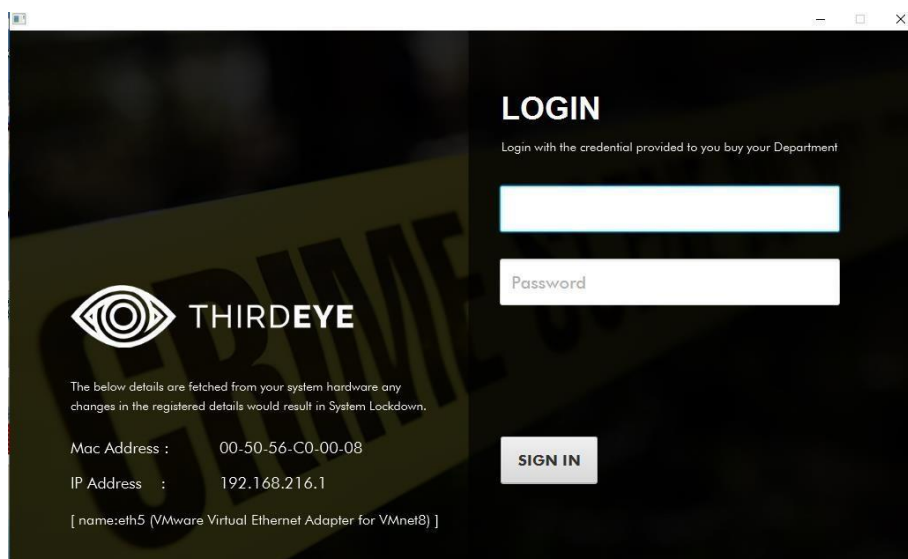 CRIME SCENE
THIRDEYE
The below details are fetched from your system hardware any
changes in the registered details would result in System Lockdown.
Mac Address : 00-50-56-C0-00-08
IP Address : 192.168.216.1
[ name:eth5 (VMware Virtual Ethernet Adapter for VMnet8) ]
LOGIN
Login with the credential provided to you buy your Department
Password
SIGN IN